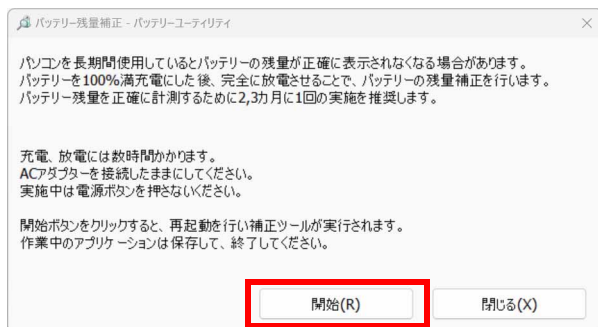 バッテリー残量補正 - バッテリーユーティリティ
パソコンを長期間使用しているとバッテリーの残量が正確に表示されなくなる場合があります。
バッテリーを100%満充電にした後、完全に放電させることで、バッテリーの残量補正を行います。
バッテリー残量を正確に計測するために2,3カ月に1回の実施を推奨します。
充電、放電には数時間かかります。
ACアダプターを接続したままにしてください。
実施中は電源ボタンを押さないください。
開始ボタンをクリックすると、再起動を行い補正ツールが実行されます。
作業中のアプリケーションは保存して、終了してください。
開始(R)
閉じる(X)